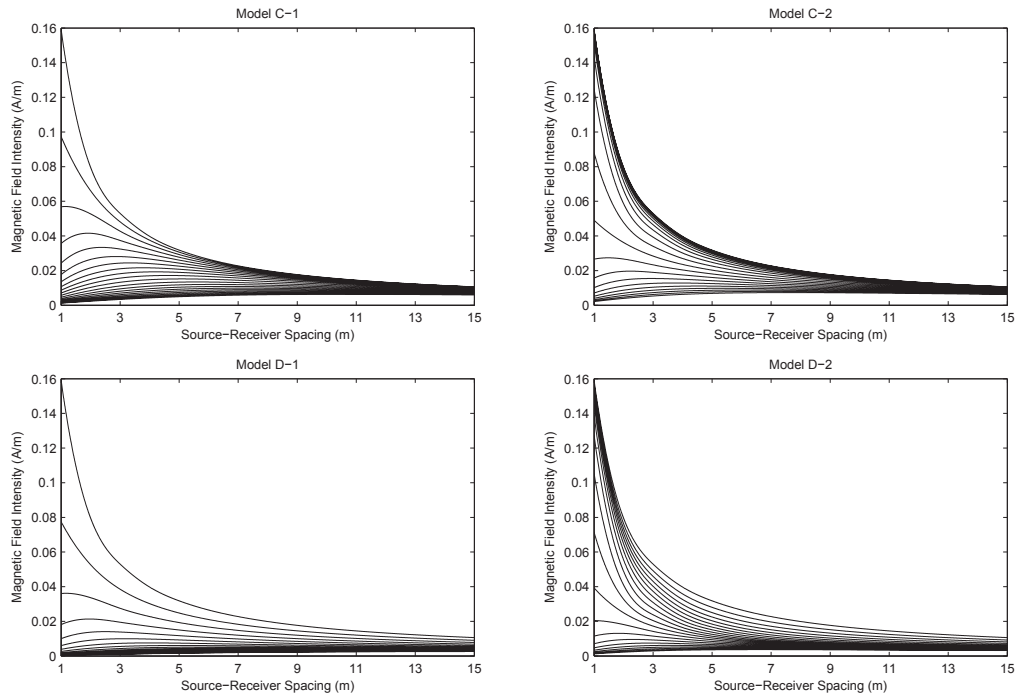 Model C−1
0.16
0.14
0.12
0.1
0.08
0.06
0.04
0.02
0
Magnetic Field Intensity (A/m)
1 3 5 7 9 11 13 15
Source−Receiver Spacing (m)
Model C−2
0.16
0.14
0.12
0.1
0.08
0.06
0.04
0.02
0
Magnetic Field Intensity (A/m)
1 3 5 7 9 11 13 15
Source−Receiver Spacing (m)
Model D−1
0.16
0.14
0.12
0.1
0.08
0.06
0.04
0.02
0
Magnetic Field Intensity (A/m)
1 3 5 7 9 11 13 15
Source−Receiver Spacing (m)
Model D−2
0.16
0.14
0.12
0.1
0.08
0.06
0.04
0.02
0
Magnetic Field Intensity (A/m)
1 3 5 7 9 11 13 15
Source−Receiver Spacing (m)